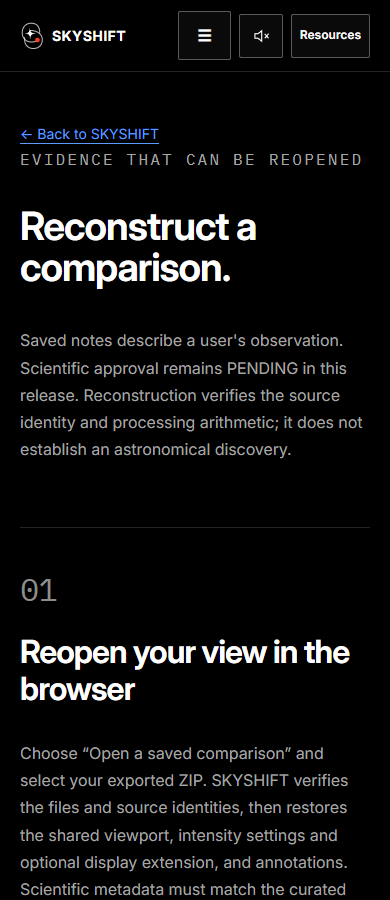 SKYSHIFT
Resources
← Back to SKYSHIFT
EVIDENCE THAT CAN BE REOPENED
Reconstruct a
comparison.
Saved notes describe a user's observation.
Scientific approval remains PENDING in this
release. Reconstruction verifies the source
identity and processing arithmetic; it does not
establish an astronomical discovery.
01
Reopen your view in the
browser
Choose “Open a saved comparison” and
select your exported ZIP. SKYSHIFT verifies
the files and source identities, then restores
the shared viewport, intensity settings and
optional display extension, and annotations.
Scientific metadata must match the curated